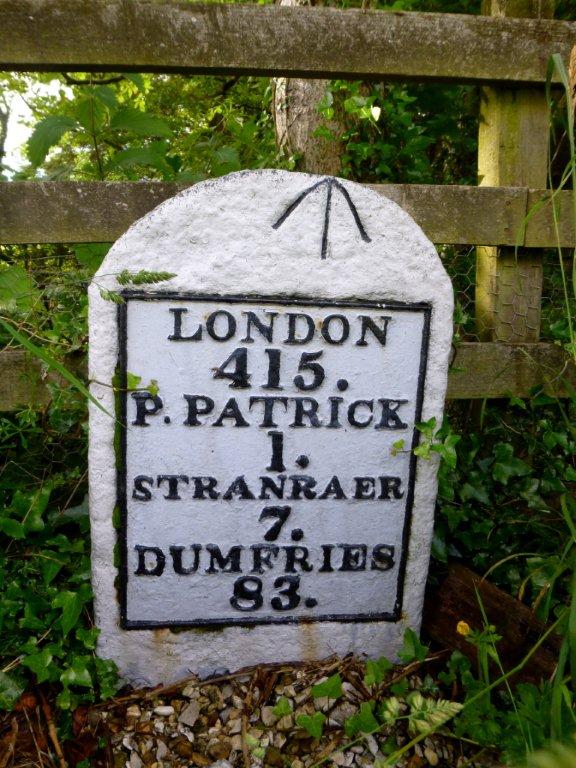 LONDON
415.
P. PATRICK
1.
STRANRAER
7.
DUMFRIES
83.